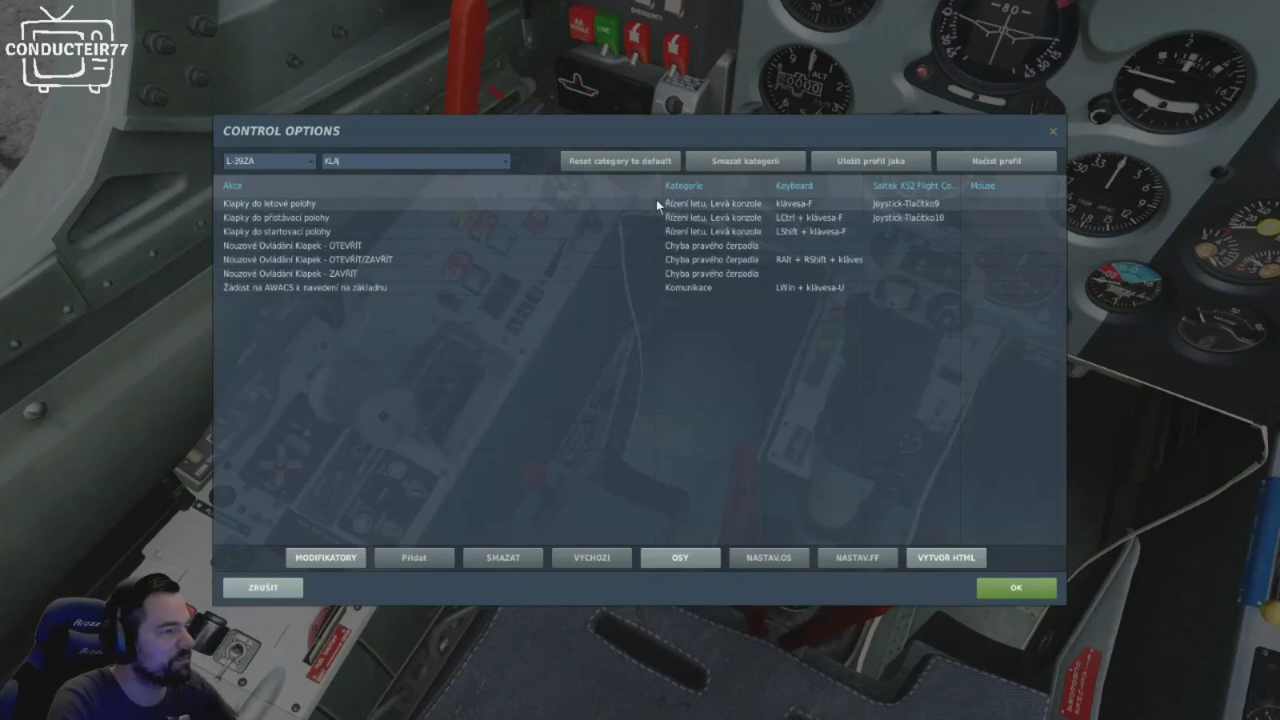 CONDUCTEIR77
EMERGENCY
LIVE
CONTROL OPTIONS
L-39ZA KLA
Reset category to default Smazat kategorii Uložit profil jako Načíst profil
Akce Kategorie Keyboard Saitek X52 Flight Co... Mouse
Klapky do letové polohy Řízení letu, Levá konzole klávesa-F Joystick-Tlačítko9
Klapky do přistávací polohy Řízení letu, Levá konzole LCtrl + klávesa-F Joystick-Tlačítko10
Klapky do startovací polohy Řízení letu, Levá konzole LShift + klávesa-F
Nouzové Ovládání Klapek - OTEVŘÍT Chyba pravého čerpadla
Nouzové Ovládání Klapek - OTEVŘÍT/ZAVŘÍT Chyba pravého čerpadla RAlt + RShift + kláves
Nouzové Ovládání Klapek - ZAVŘÍT Chyba pravého čerpadla
Žádost na AWACS k navedení na základnu Komunikace LWin + klávesa-U
MODIFIKÁTORY Přidat SMAZAT VÝCHOZÍ OSY NASTAV.OS NASTAV.FF VYTVOŘ HTML
ZRUŠIT OK
Arozzi